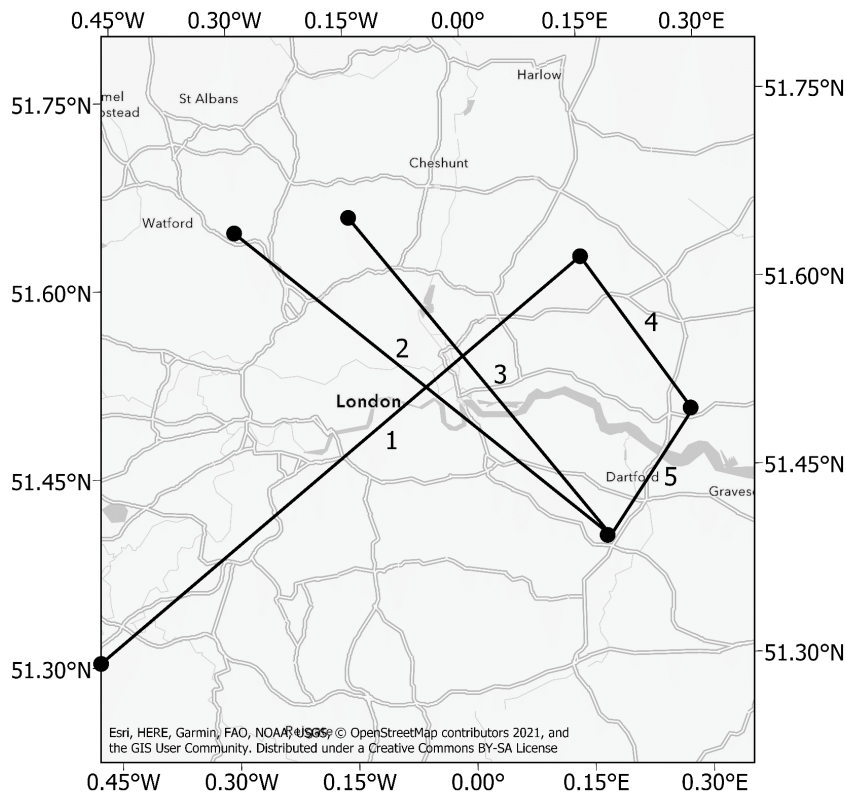 0.45°W 0.30°W 0.15°W 0.00° 0.15°E 0.30°E
Harlow
51.75°N
mel
St Albans
51.75°N
Cheshunt
Watford
51.60°N
51.60°N
4
2
3
London
1
51.45°N
Dartford
5
51.45°N
51.30°N
51.30°N
Esri, HERE, Garmin, FAO, NOAA, USGS, © OpenStreetMap contributors 2021, and
the GIS User Community. Distributed under a Creative Commons BY-SA License
0.45°W 0.30°W 0.15°W 0.00° 0.15°E 0.30°E